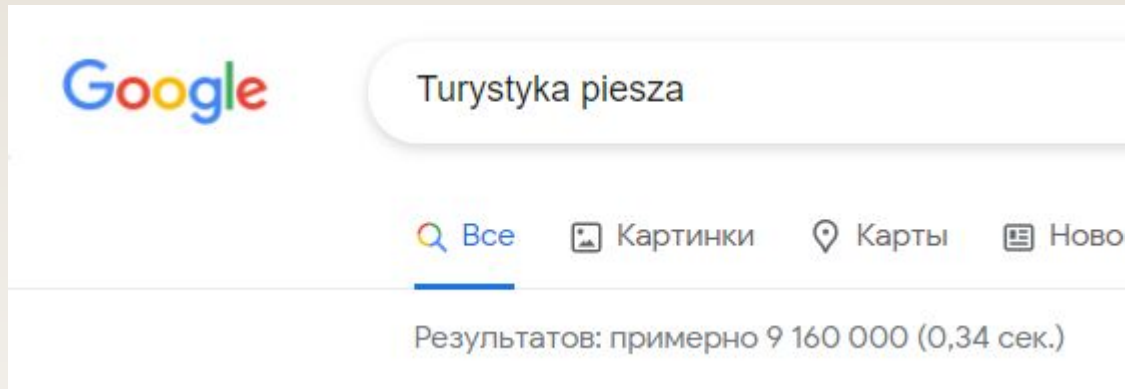 Google
Turystyka piesza
Все Картинки Карты Ново
Результатов: примерно 9 160 000 (0,34 сек.)